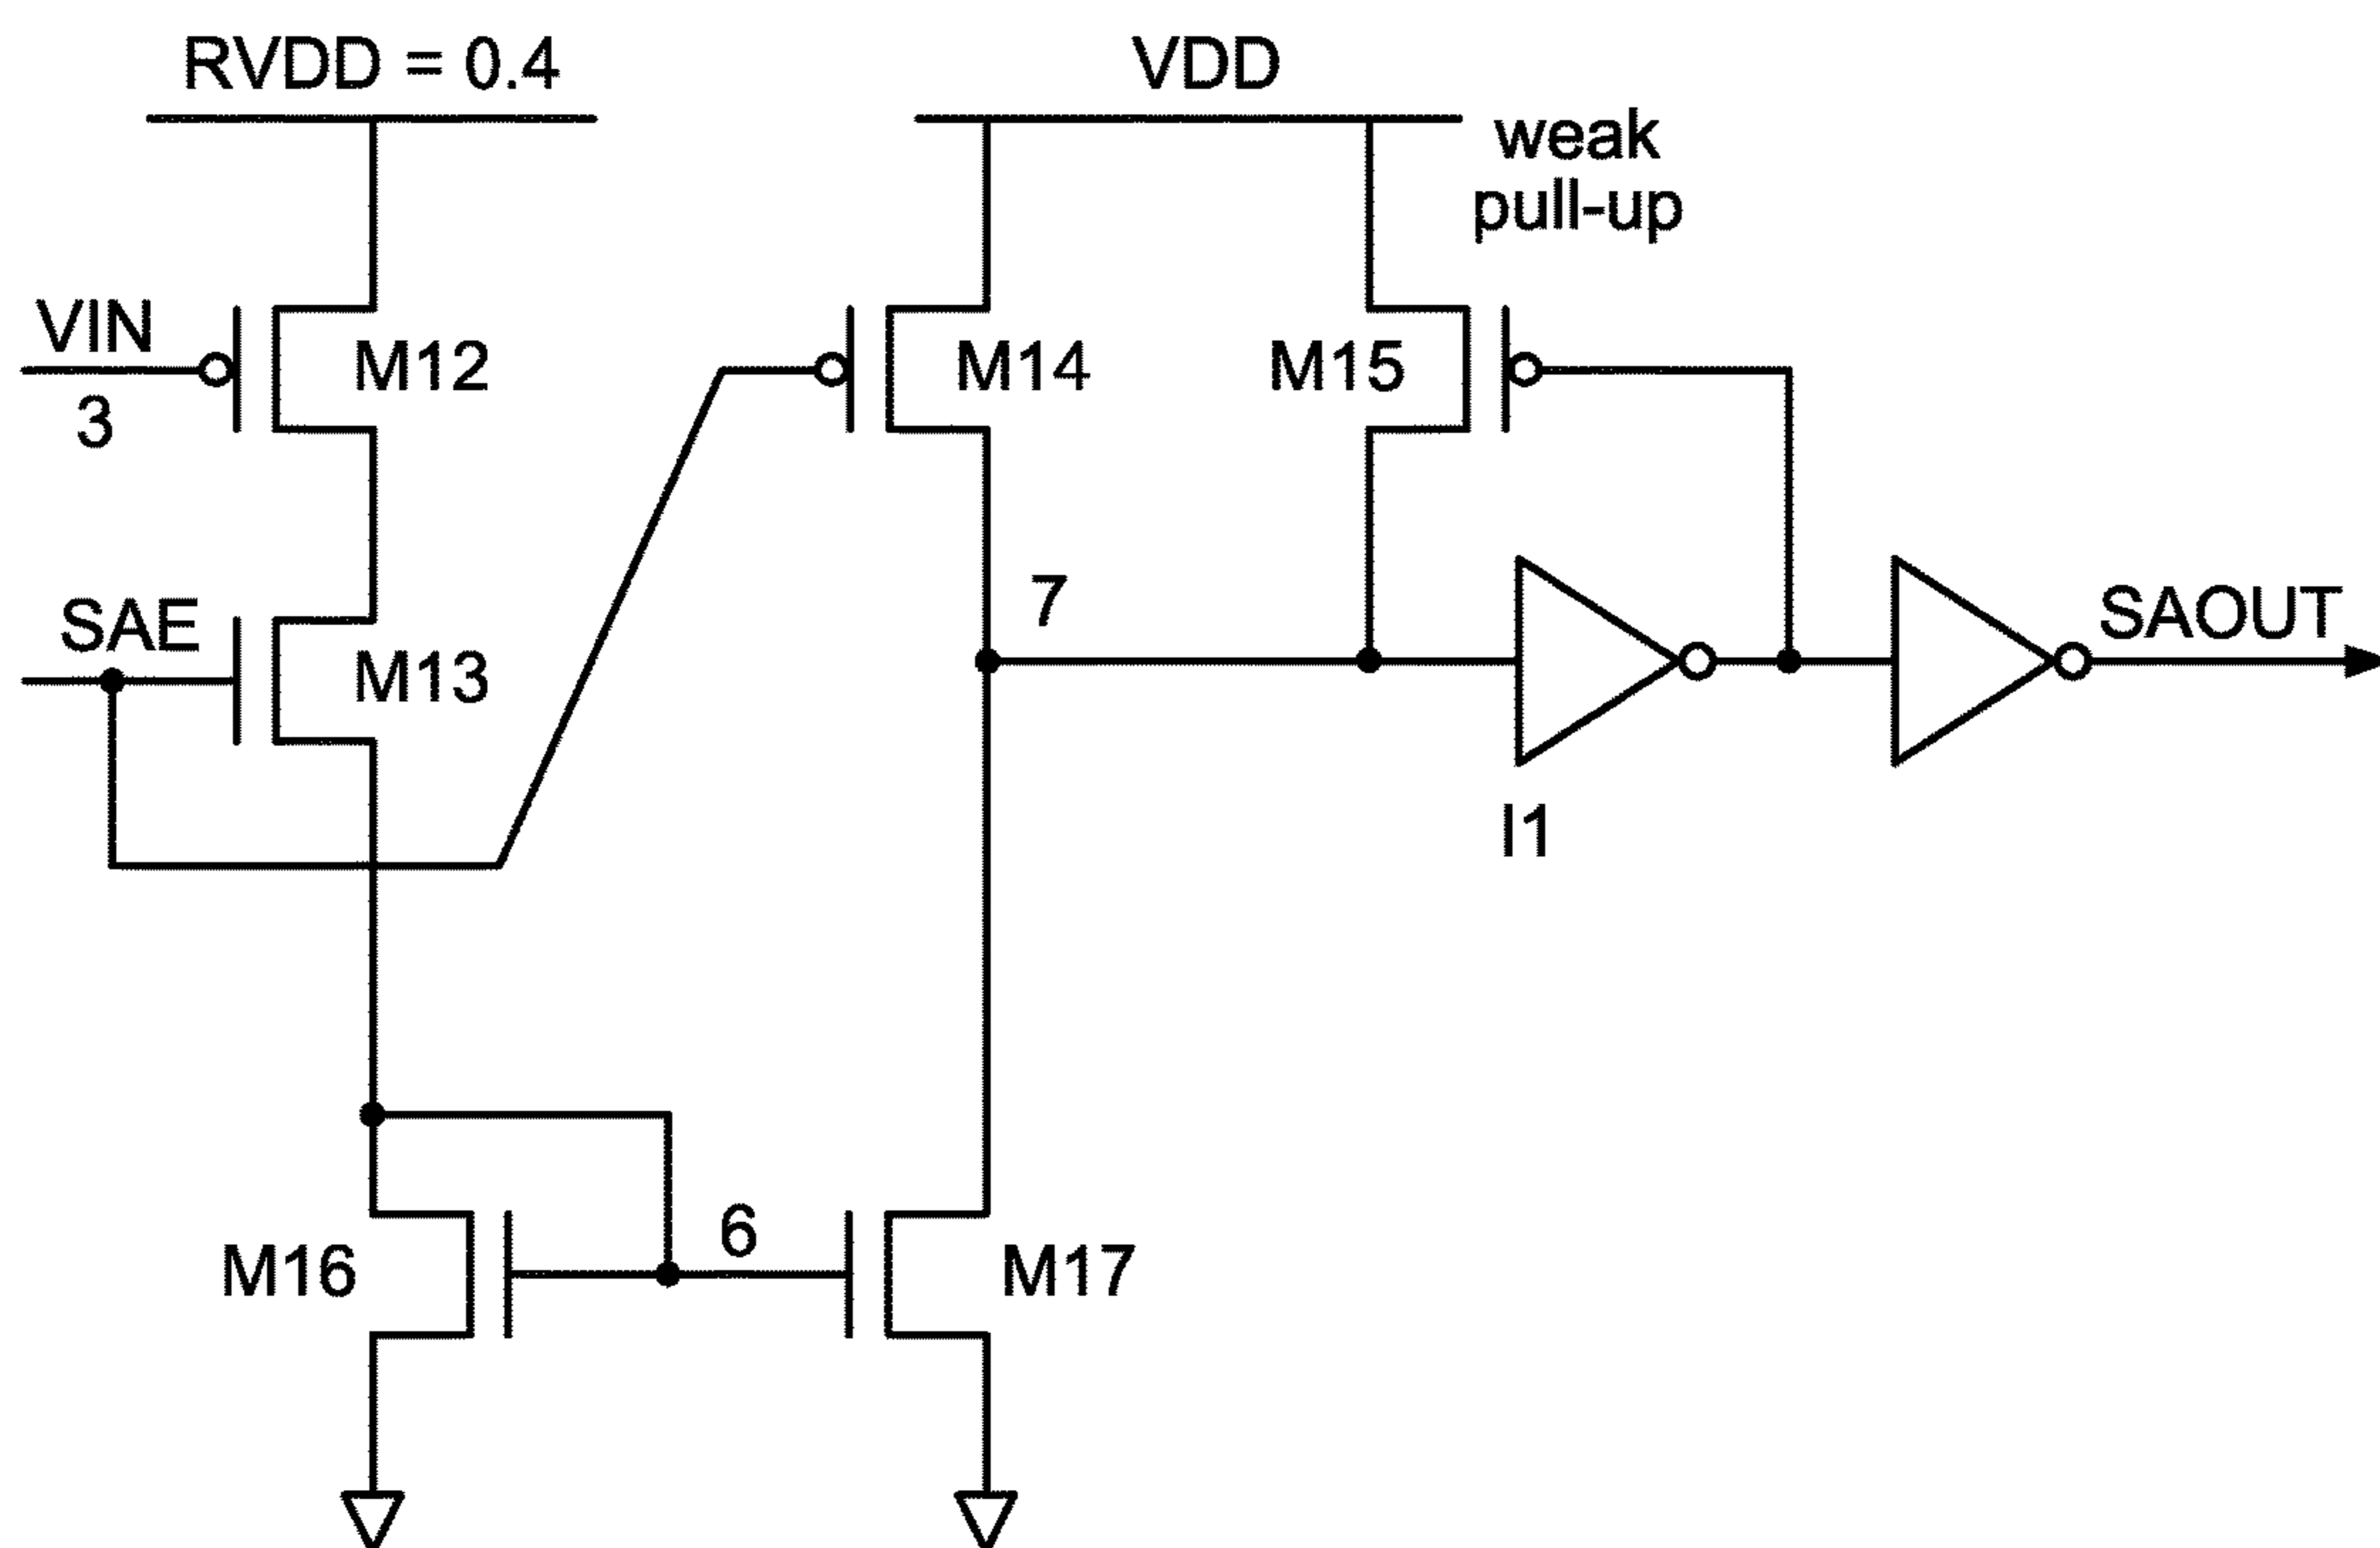 RVDD = 0.4
VDD
weak
pull-up
VIN
3
M12
M14
M15
SAE
M13
7
SAOUT
I1
M16
6
M17